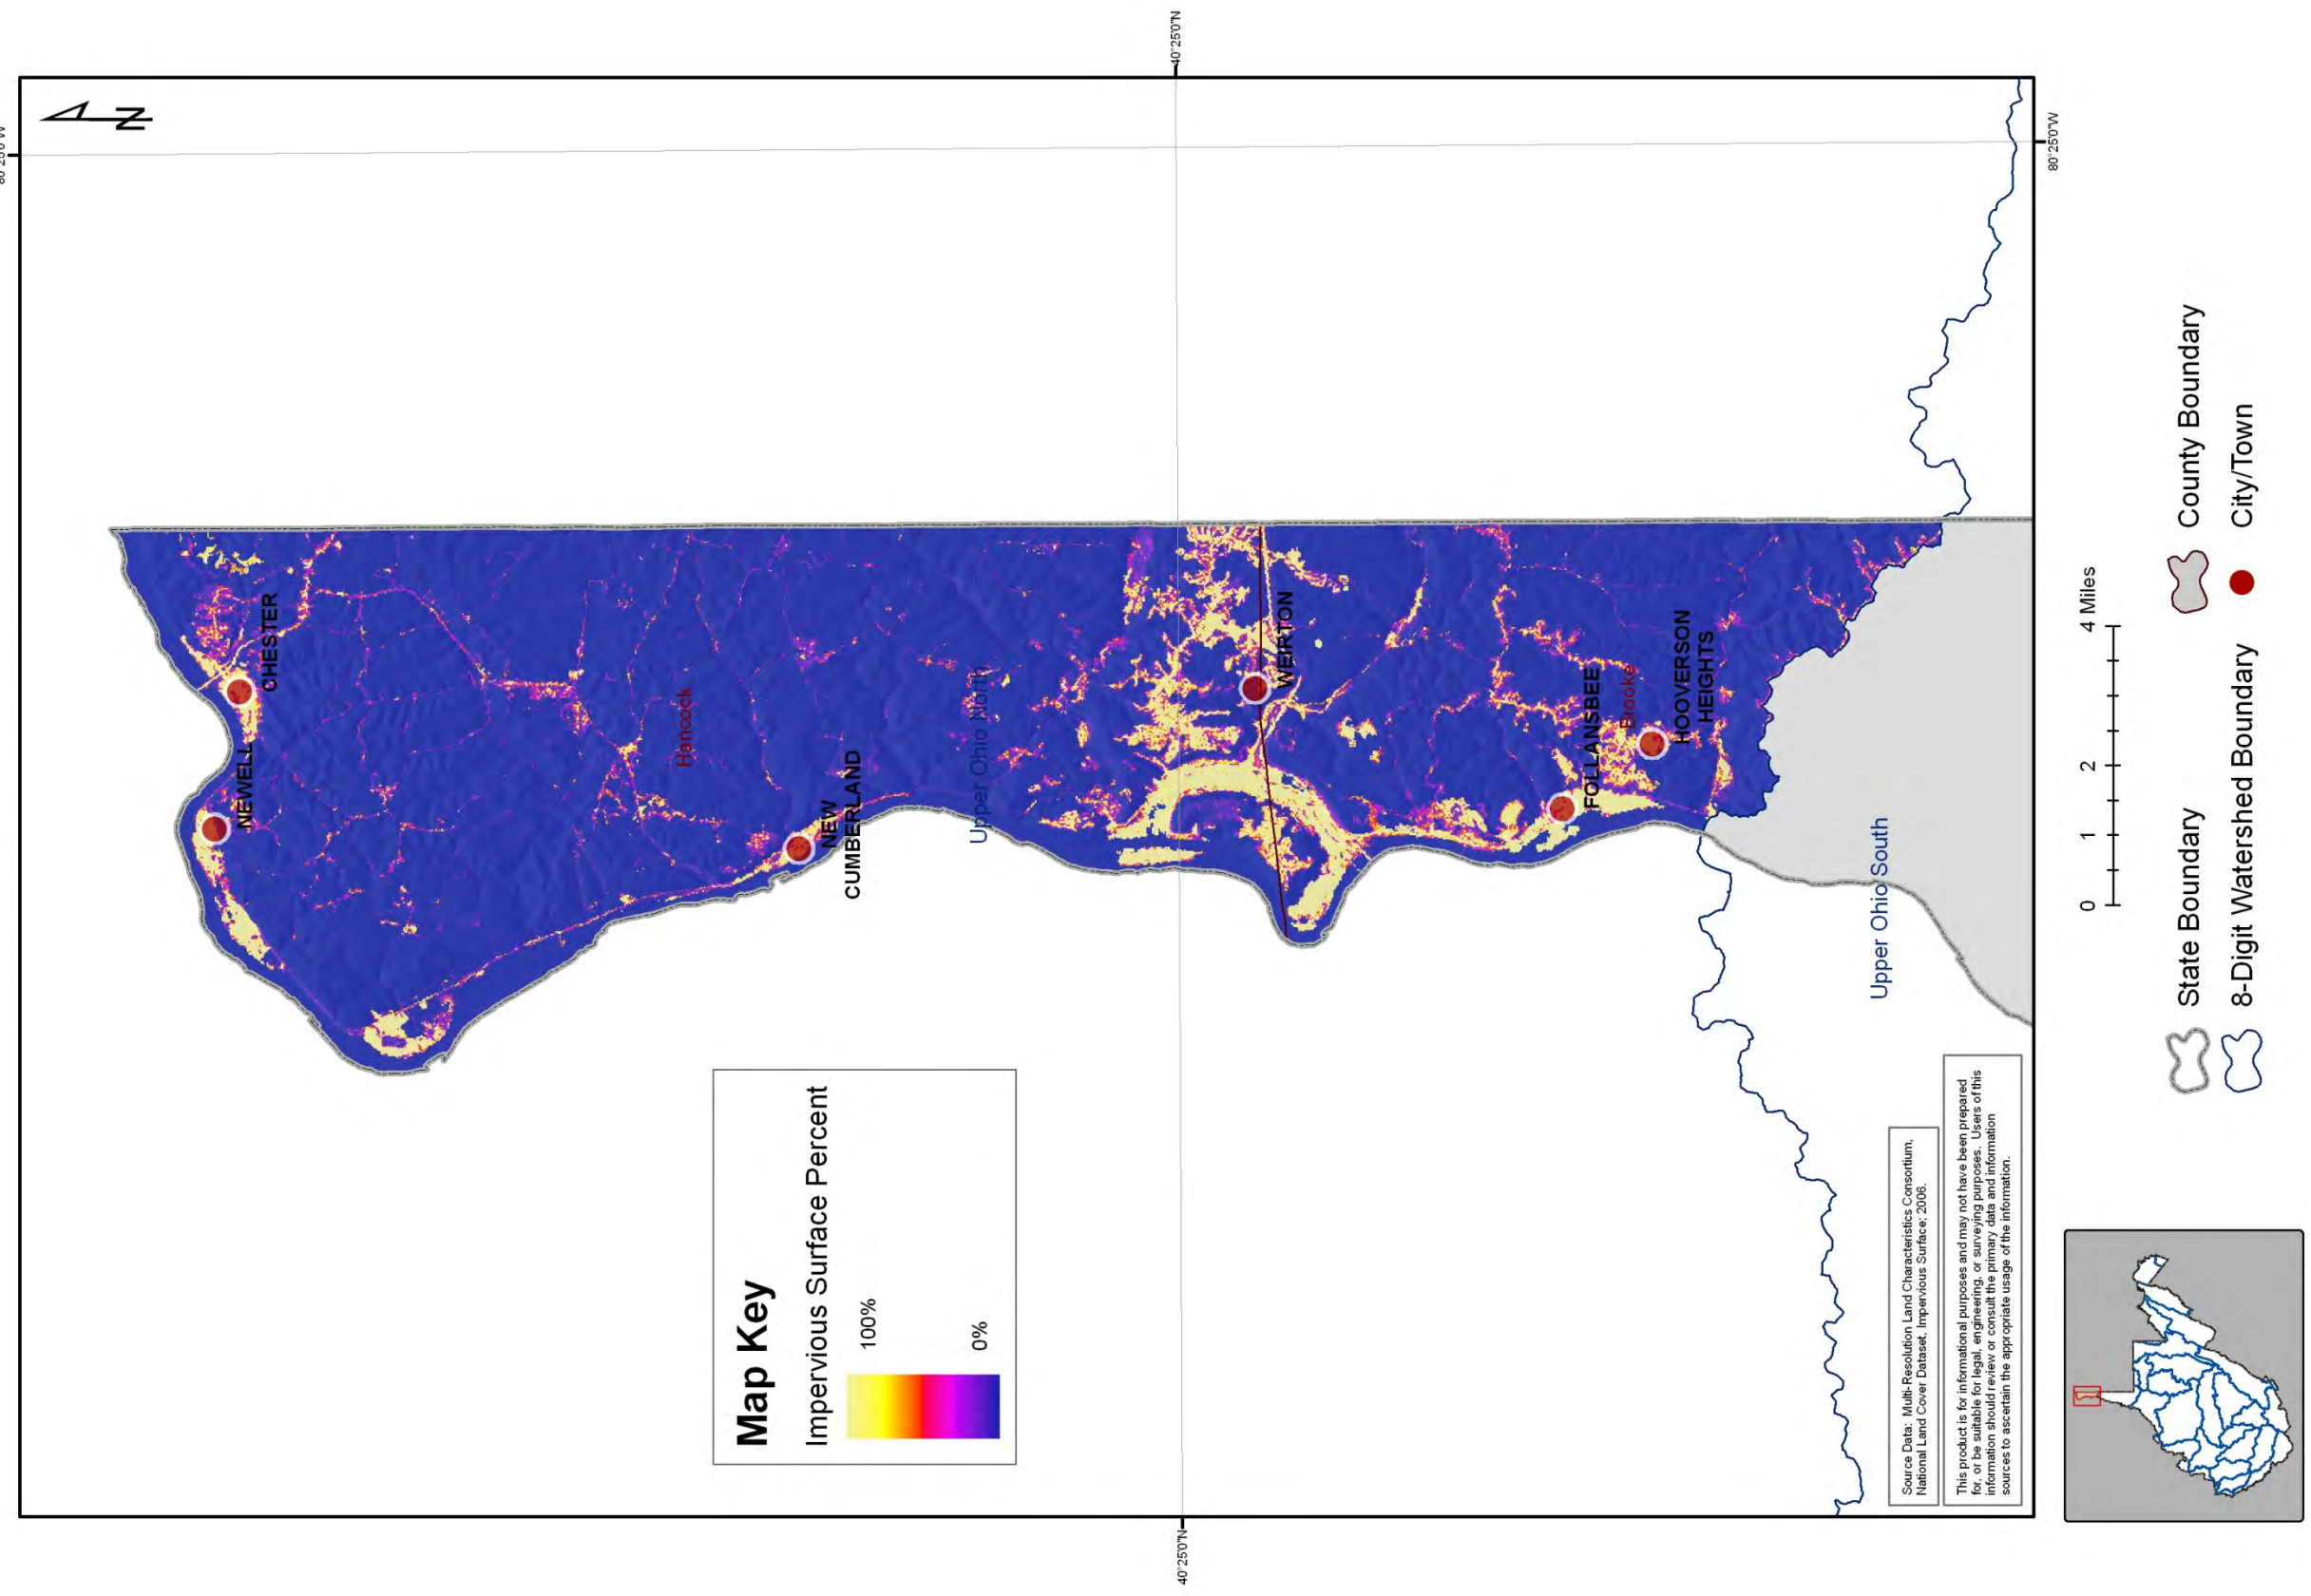 80°25'0"W
40°25'0"N
N
NEWELL
CHESTER
Hancock
NEW
CUMBERLAND
Upper Ohio North
WEIRTON
FOLLANSBEE
Brooke
HOOVERSON
HEIGHTS
Upper Ohio South
Map Key
Impervious Surface Percent
100%
0%
Source Data: Multi-Resolution Land Characteristics Consortium,
National Land Cover Dataset, Impervious Surface; 2006.
This product is for informational purposes and may not have been prepared
for, or be suitable for legal, engineering, or surveying purposes. Users of this
information should review or consult the primary data and information
sources to ascertain the appropriate usage of the information.
40°25'0"N
80°25'0"W
0 1 2 4 Miles
State Boundary
County Boundary
8-Digit Watershed Boundary
City/Town